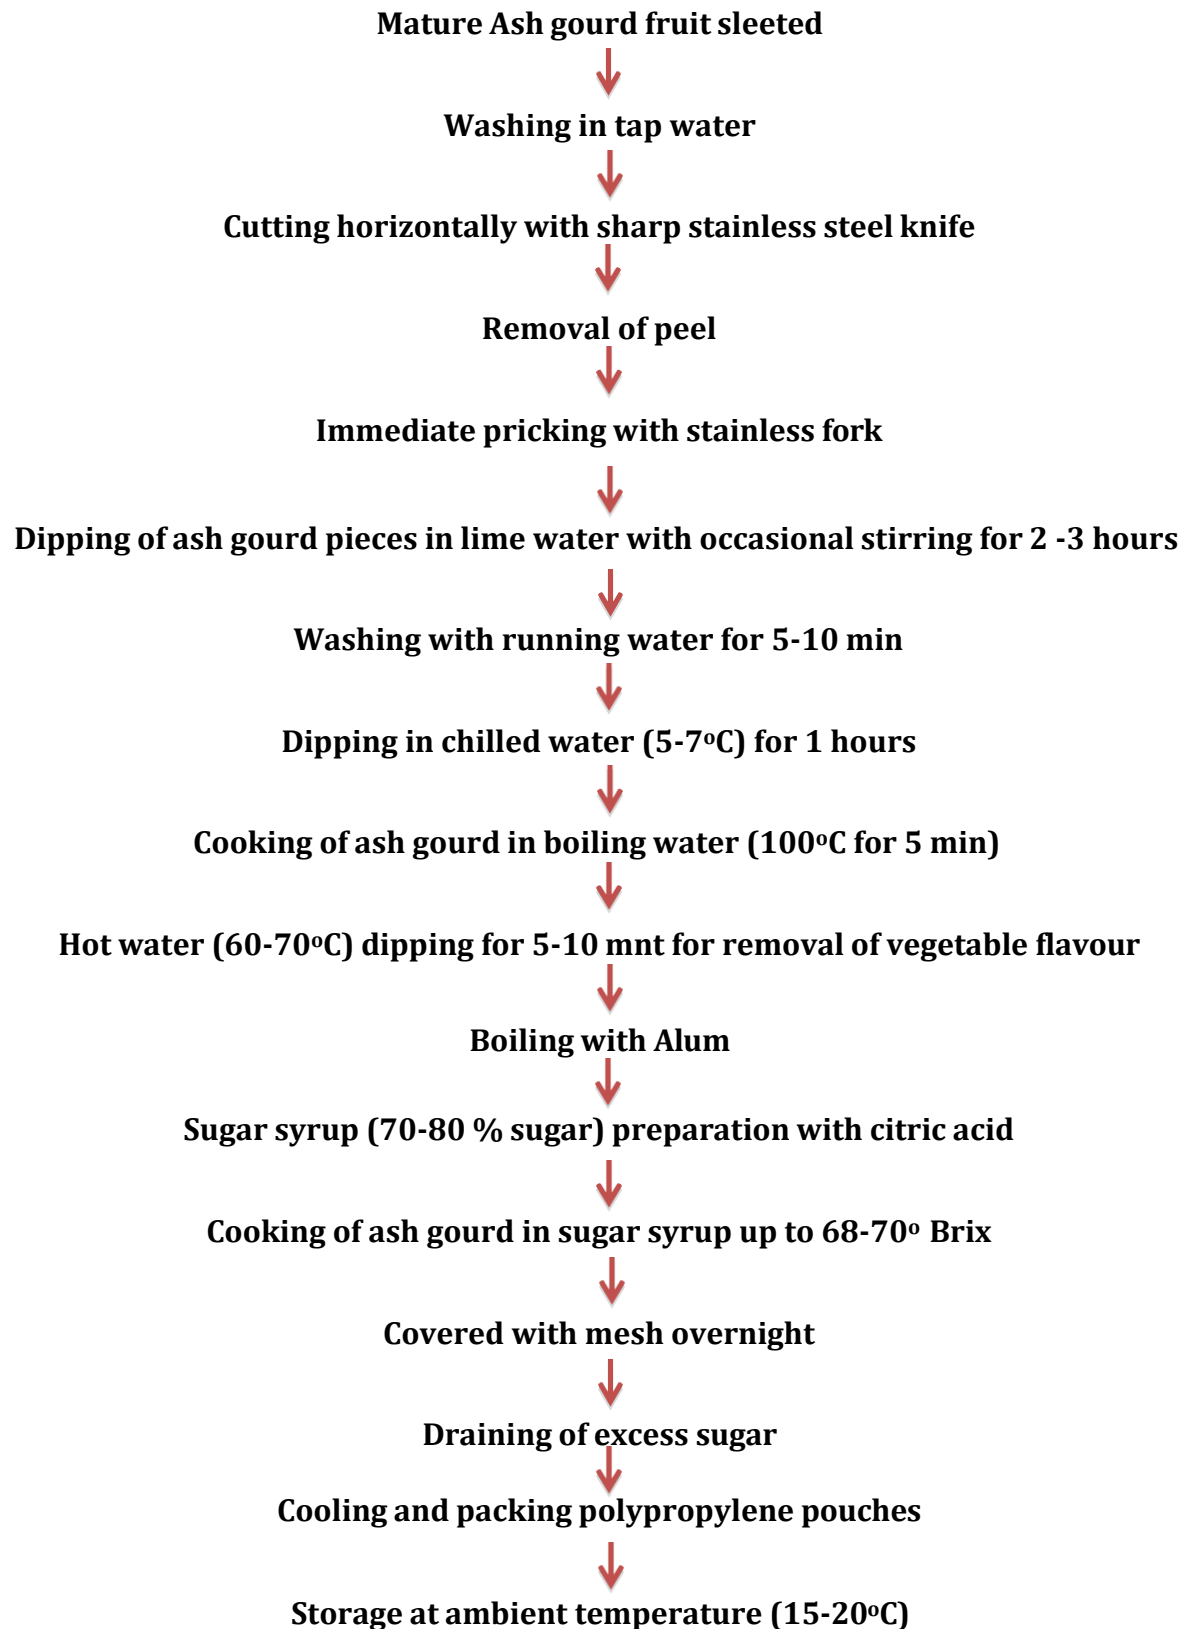 Mature Ash gourd fruit sleeted
Washing in tap water
Cutting horizontally with sharp stainless steel knife
Removal of peel
Immediate pricking with stainless fork
Dipping of ash gourd pieces in lime water with occasional stirring for 2 -3 hours
Washing with running water for 5-10 min
Dipping in chilled water (5-7ºC) for 1 hours
Cooking of ash gourd in boiling water (100ºC for 5 min)
Hot water (60-70ºC) dipping for 5-10 mnt for removal of vegetable flavour
Boiling with Alum
Sugar syrup (70-80 % sugar) preparation with citric acid
Cooking of ash gourd in sugar syrup up to 68-70º Brix
Covered with mesh overnight
Draining of excess sugar
Cooling and packing polypropylene pouches
Storage at ambient temperature (15-20ºC)